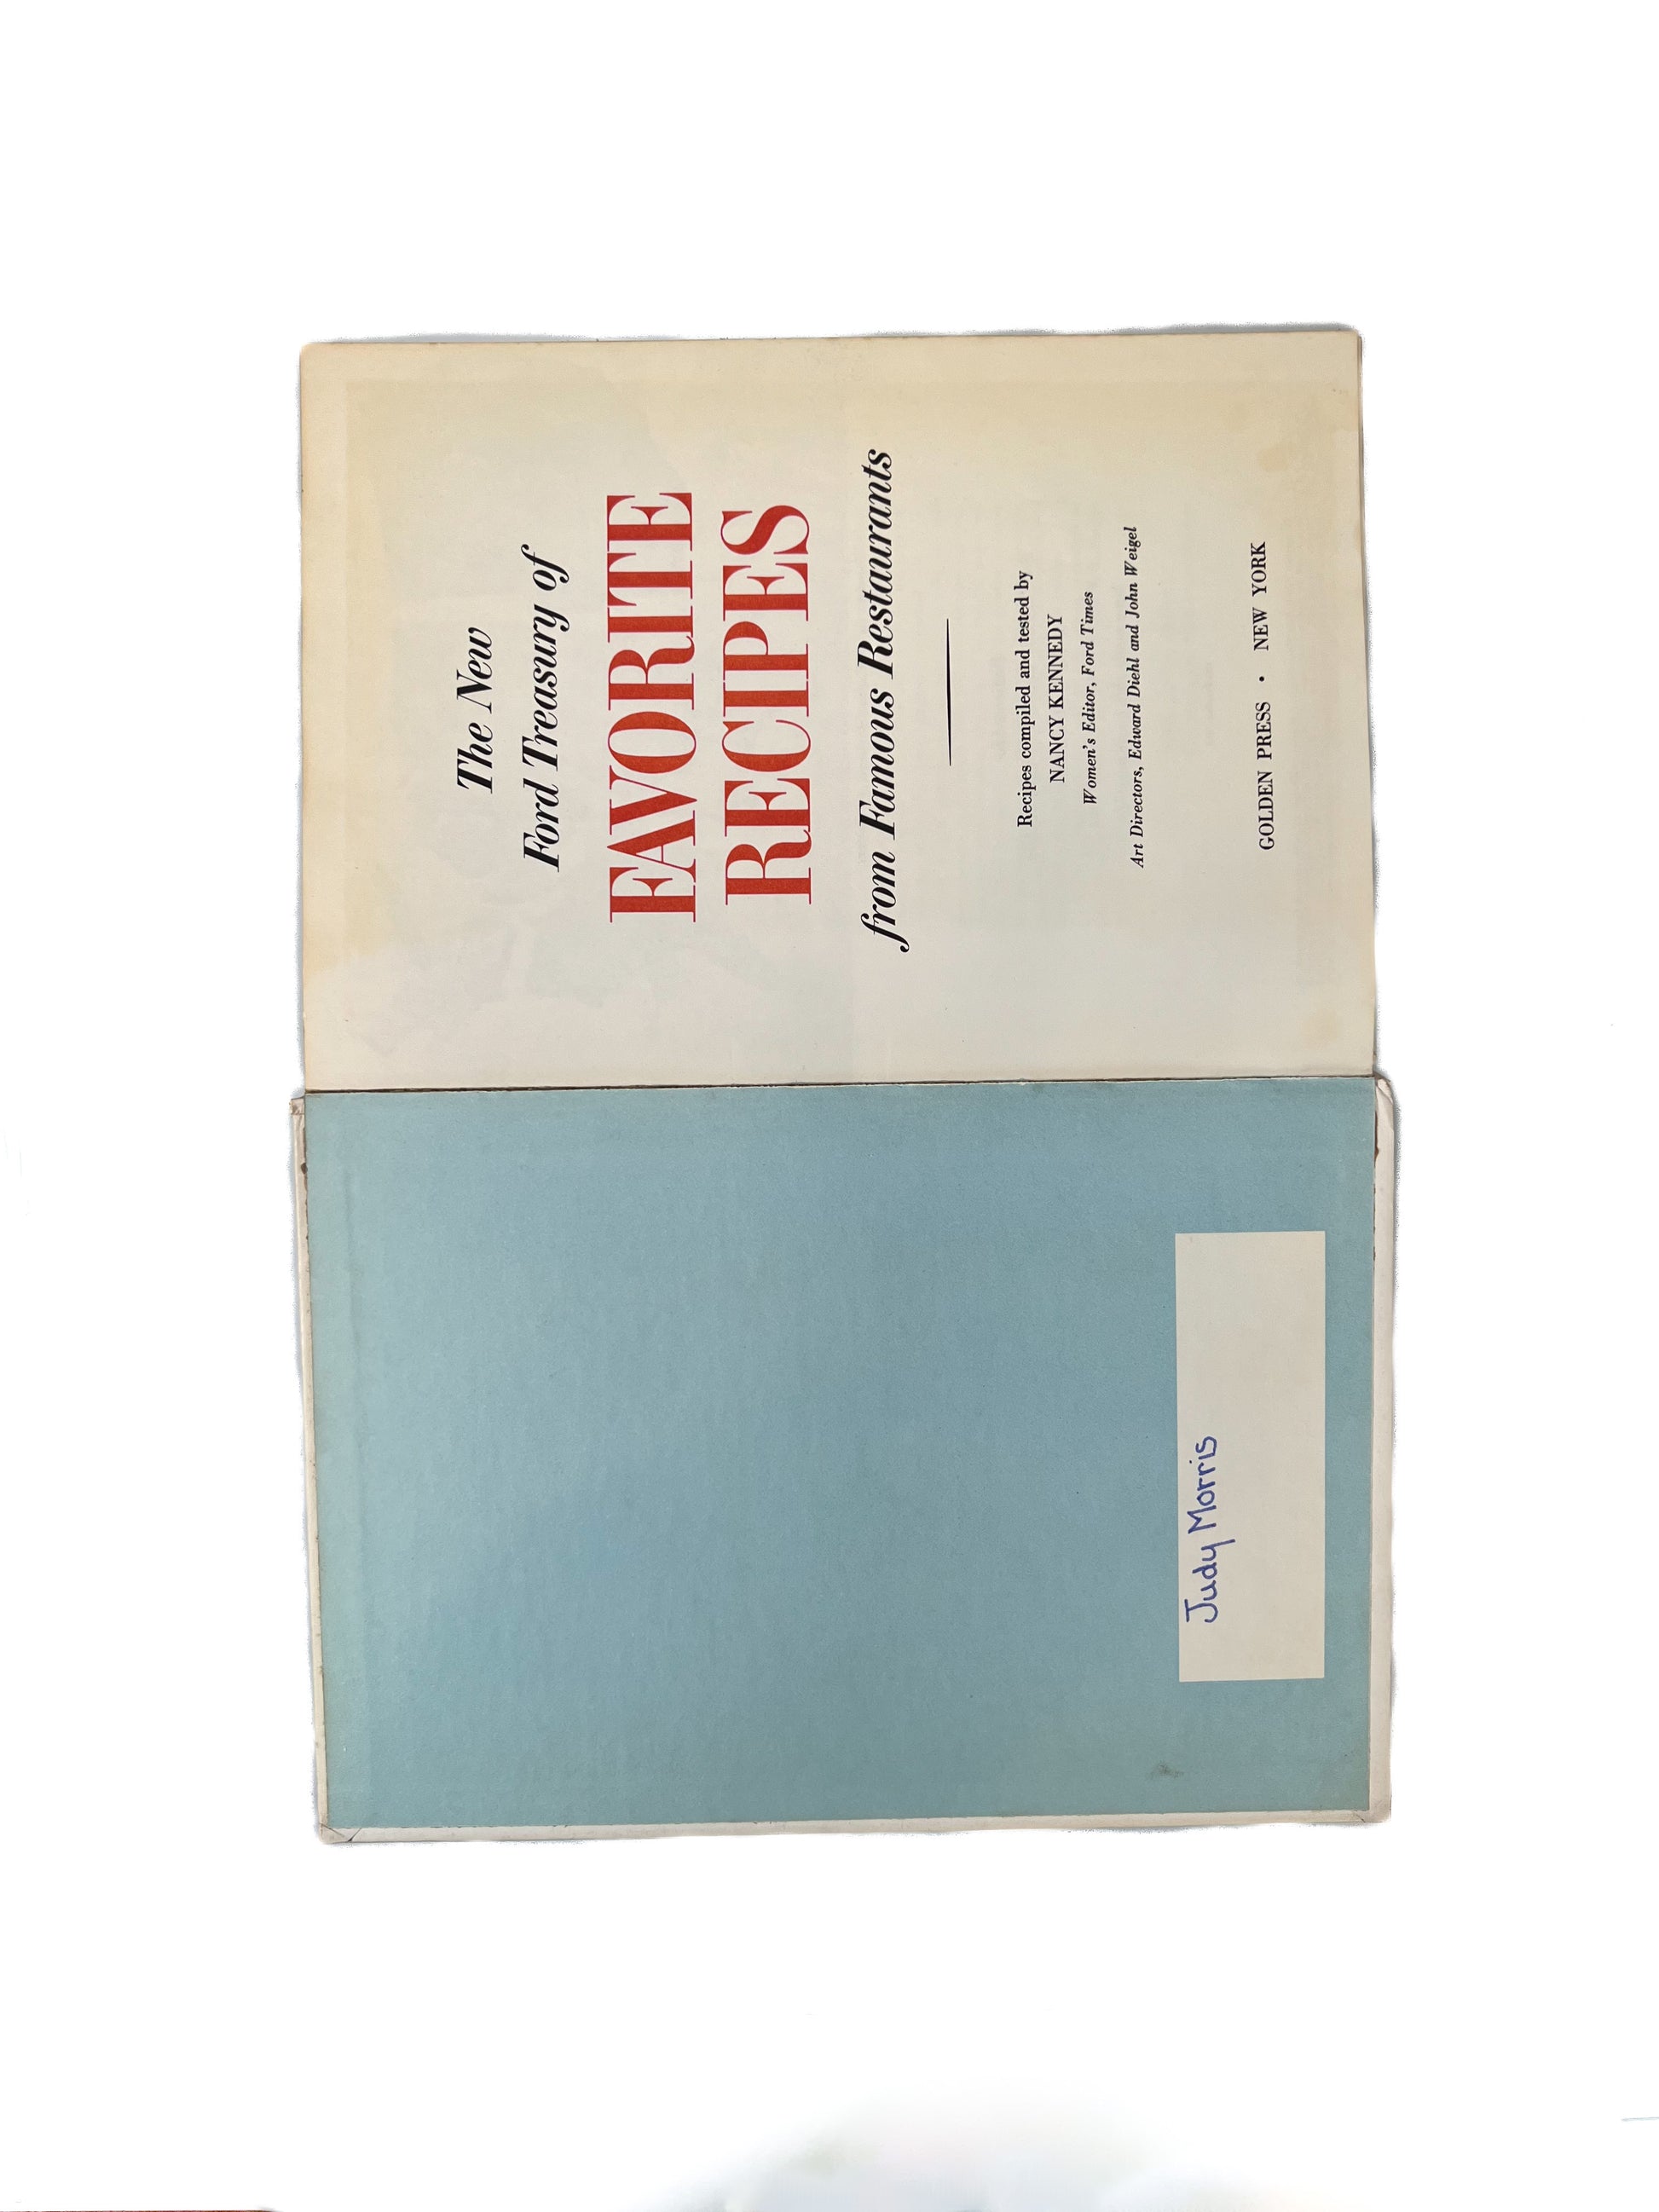 Judy Morris
The New
Ford Treasury of
FAVORITE
RECIPES
from Famous Restaurants
Recipes compiled and tested by
NANCY KENNEDY
Women's Editor, Ford Times
Art Directors, Edward Diehl and John Weigel
GOLDEN PRESS • NEW YORK